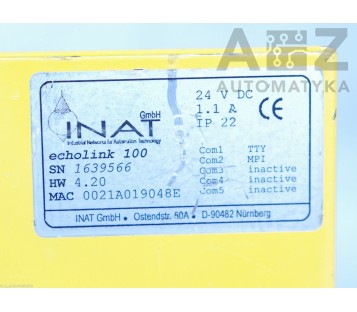 AHZ
AUTOMATYKA
GmbH
INAT
Industrial Networks for Automation Technology
echolink 100
SN 1639566
HW 4.20
MAC 0021A019048E
24 V DC
1.1 A
IP 22
CE
Com1 TTY
Com2 MPI
Com3 inactive
Com4 inactive
Com5 inactive
INAT GmbH • Ostendstr. 50A • D-90482 Nürnberg